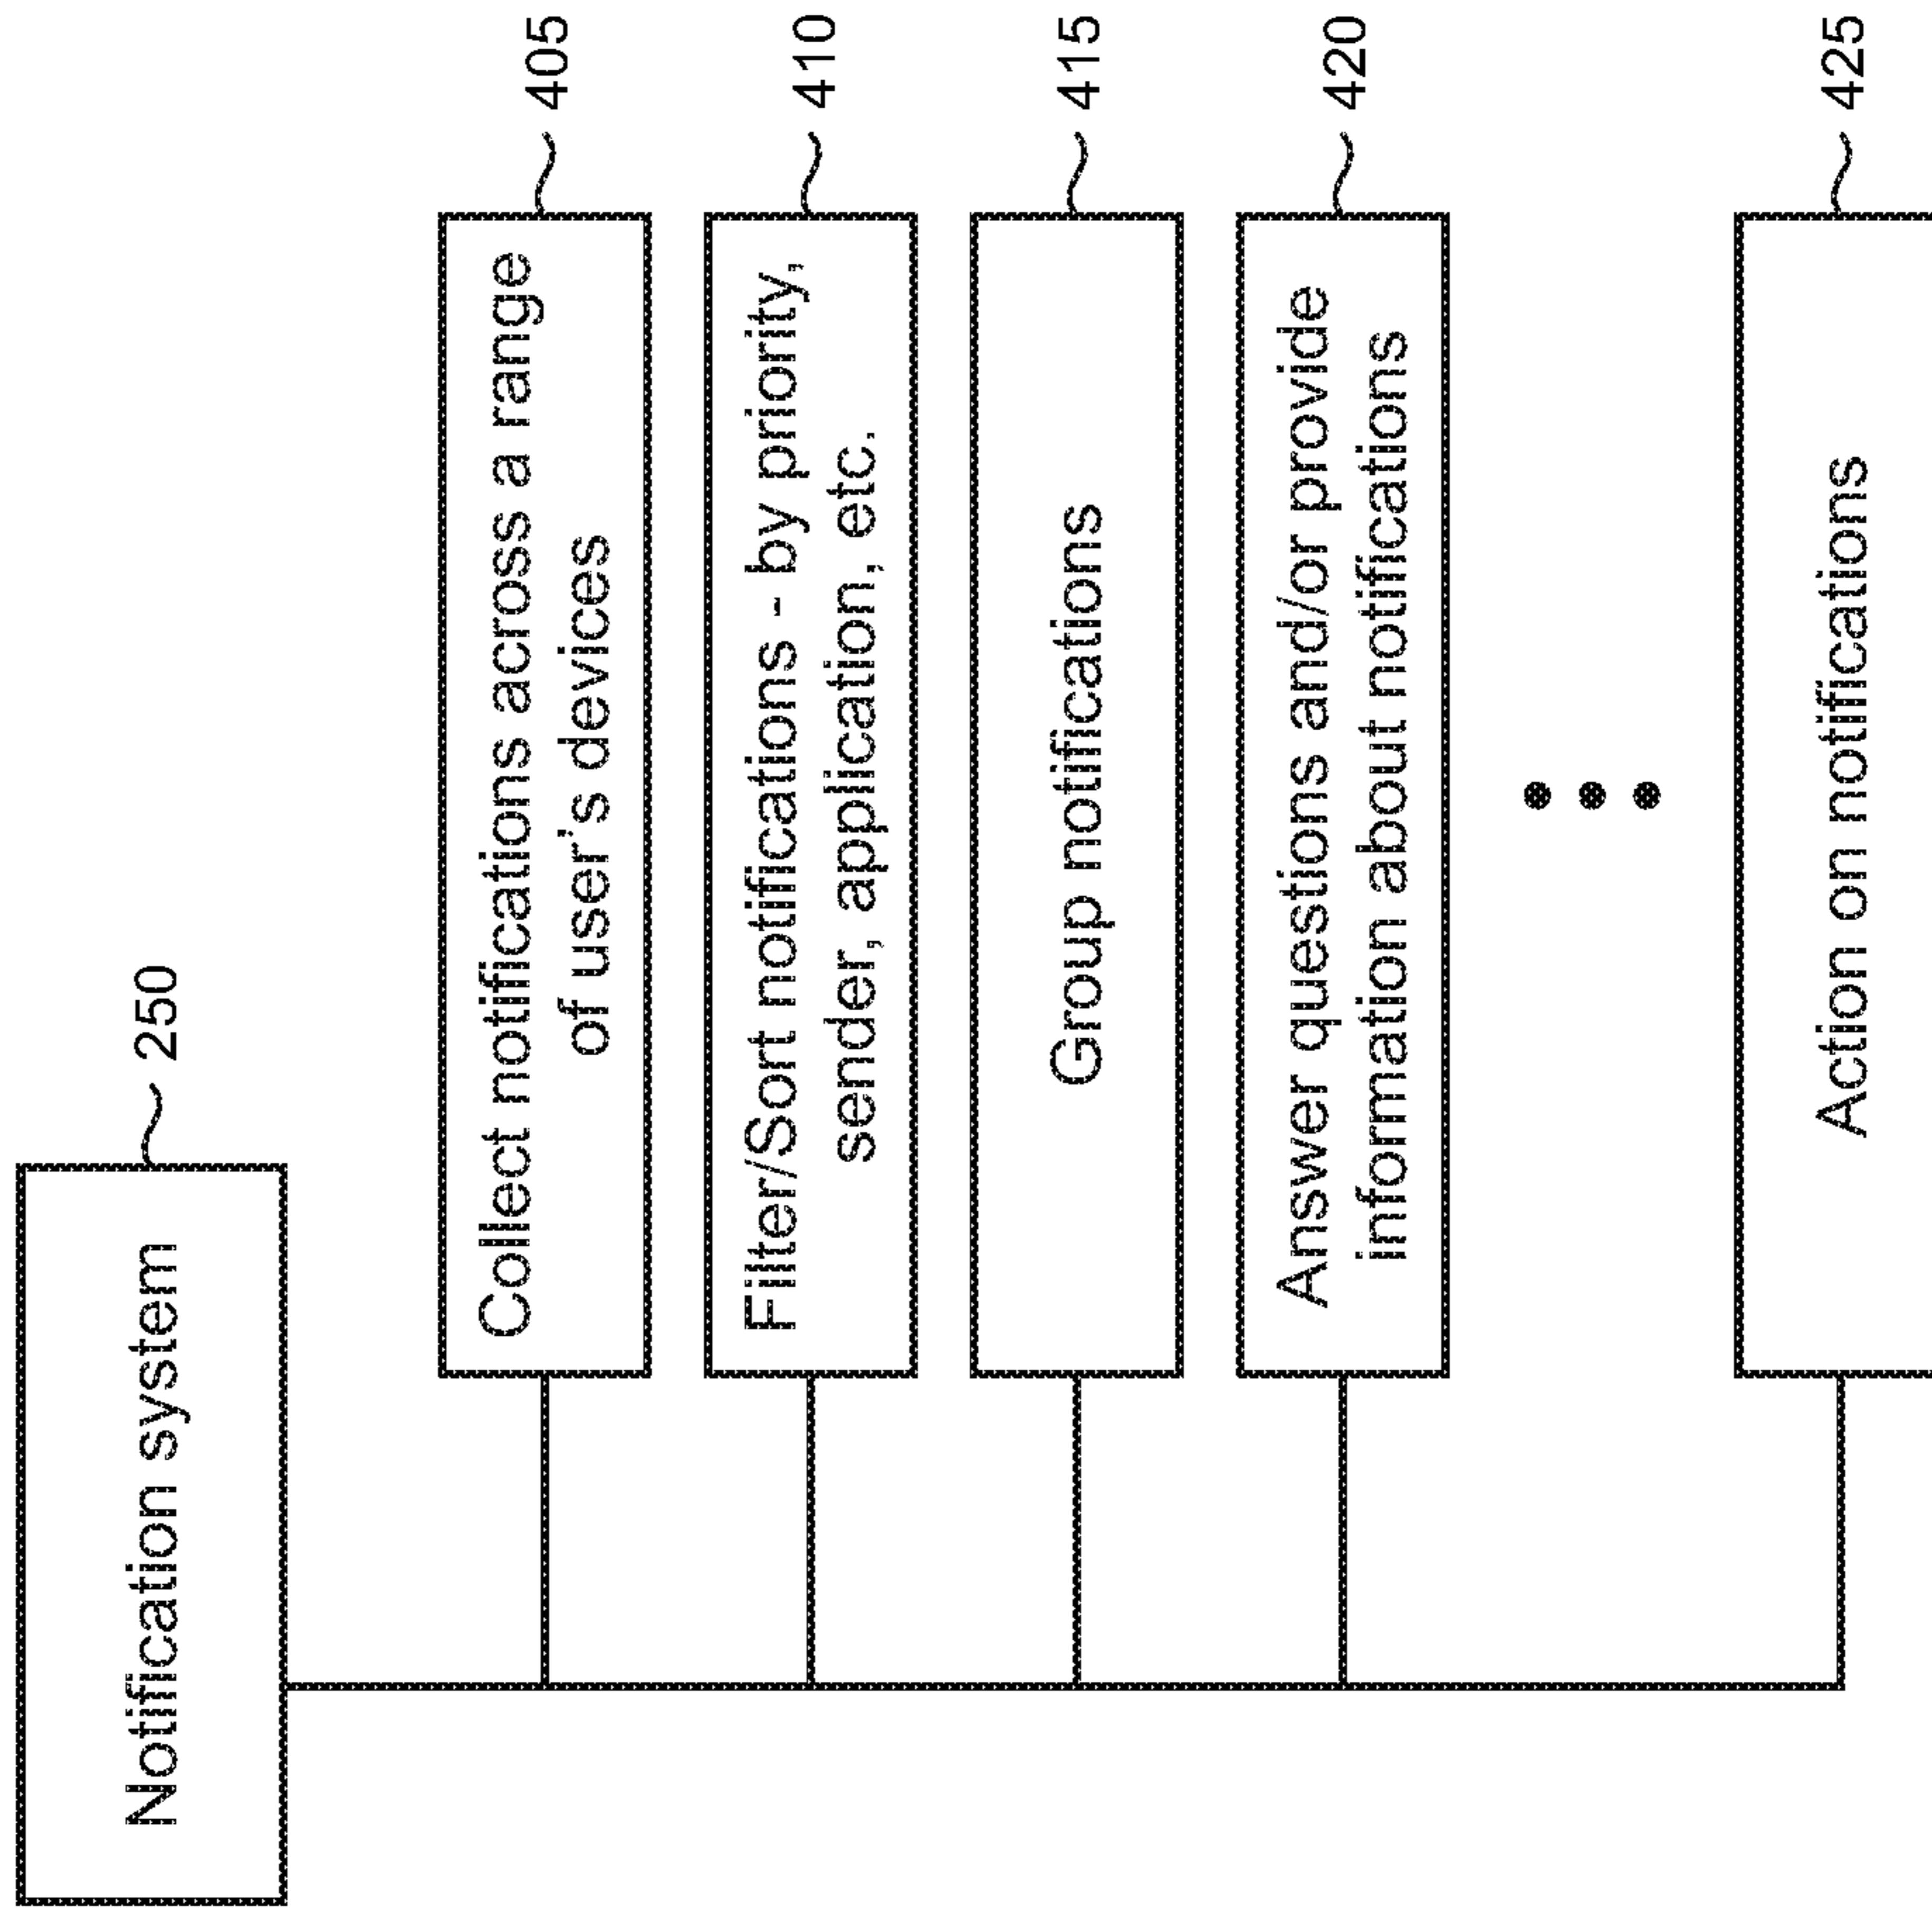 Notification system
250
Collect notifications across a range
of user's devices
405
Filter/Sort notifications - by priority,
sender, application, etc.
410
Group notifications
415
Answer questions and/or provide
information about notifications
420
Action on notifications
425